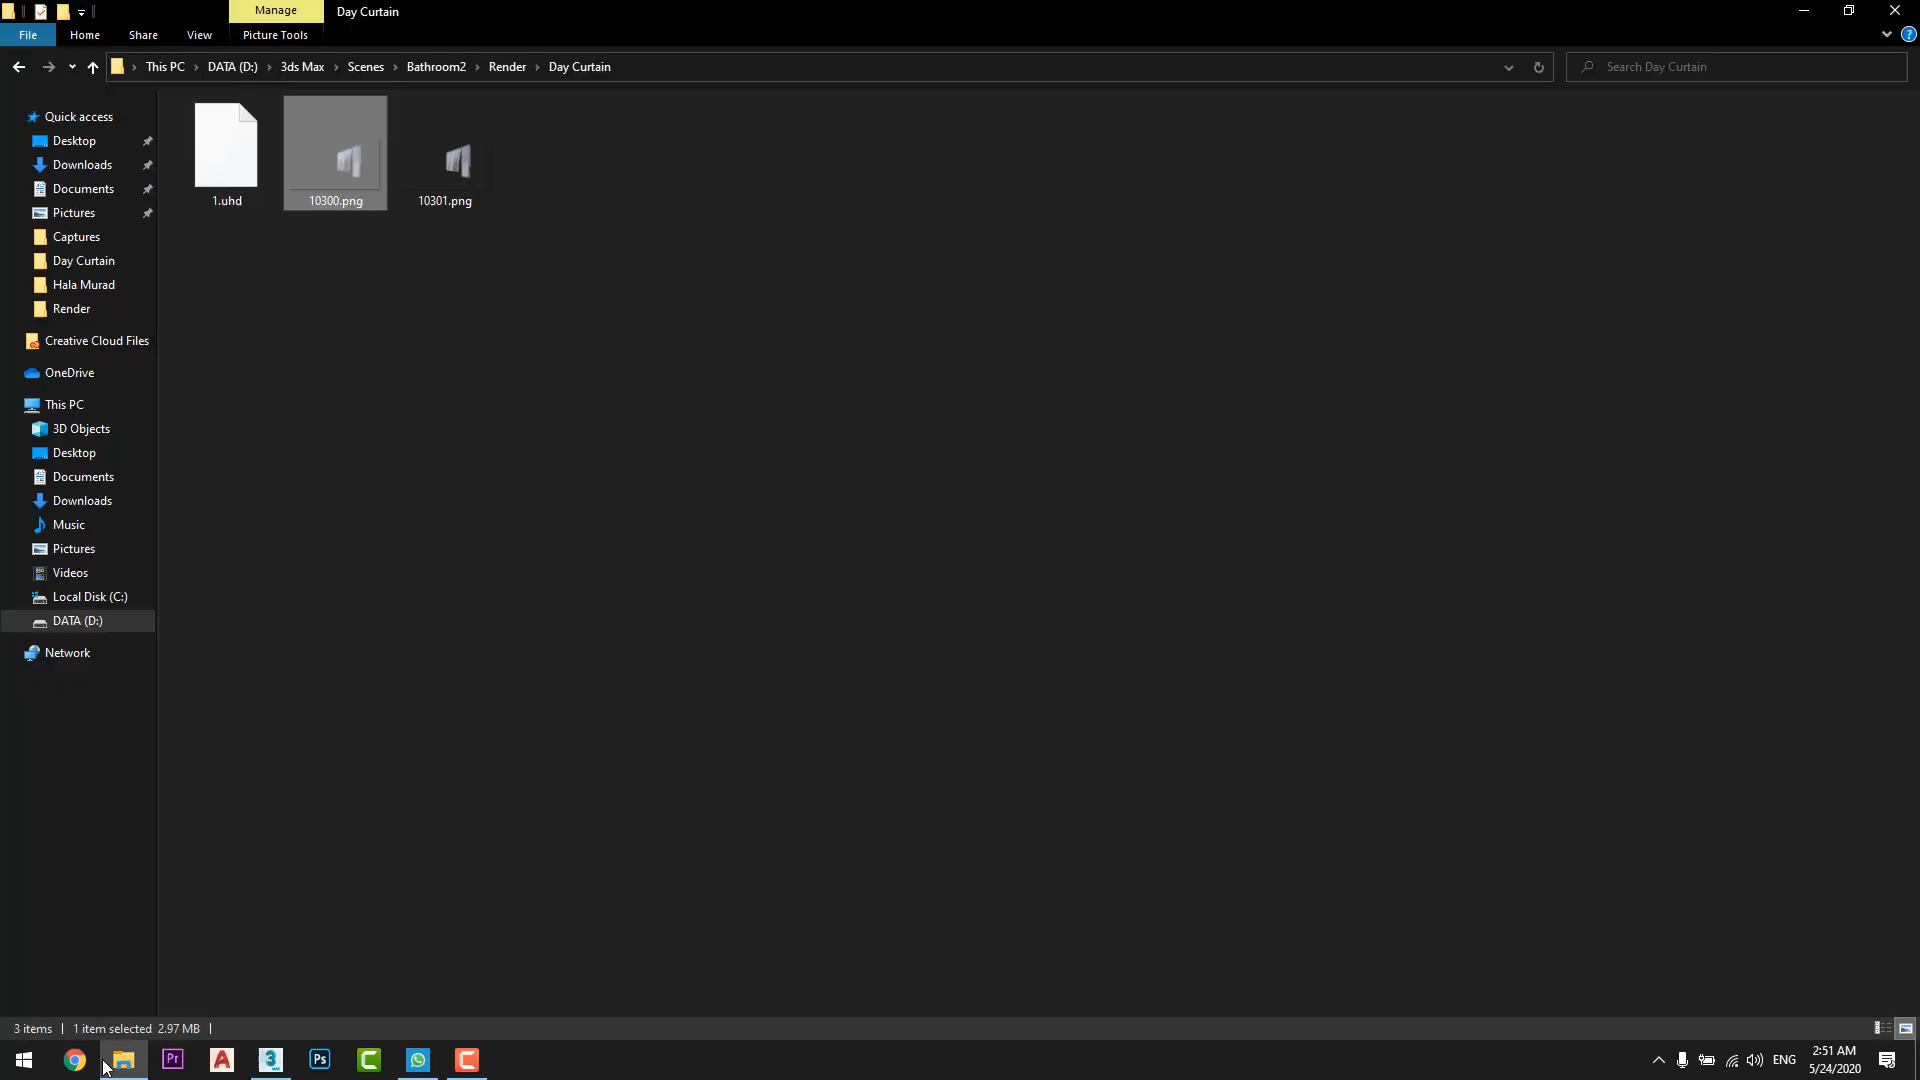 Manage
Day Curtain
File
Home
Share
View
Picture Tools
This PC
DATA (D:)
3ds Max
Scenes
Bathroom2
Render
Day Curtain
Search Day Curtain
Quick access
Desktop
Downloads
Documents
Pictures
Captures
Day Curtain
Hala Murad
Render
Creative Cloud Files
OneDrive
This PC
3D Objects
Desktop
Documents
Downloads
Music
Pictures
Videos
Local Disk (C:)
DATA (D:)
Network
1.uhd
10300.png
10301.png
3 items
1 item selected 2.97 MB
Pr
A
3
Ps
ENG
2:51 AM
5/24/2020